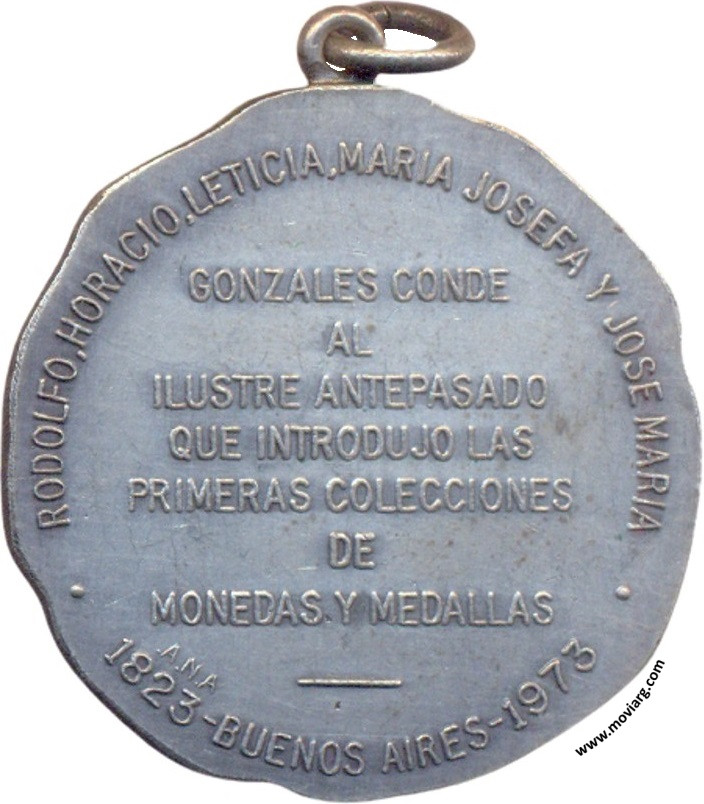 RODOLFO, HORACIO, LETICIA, MARIA JOSEFA Y JOSE MARIA
GONZALES CONDE
AL
ILUSTRE ANTEPASADO
QUE INTRODUJO LAS
PRIMERAS COLECCIONES
DE
MONEDAS Y MEDALLAS
A.N.A
1823-BUENOS AIRES-1973
www.moviarg.com